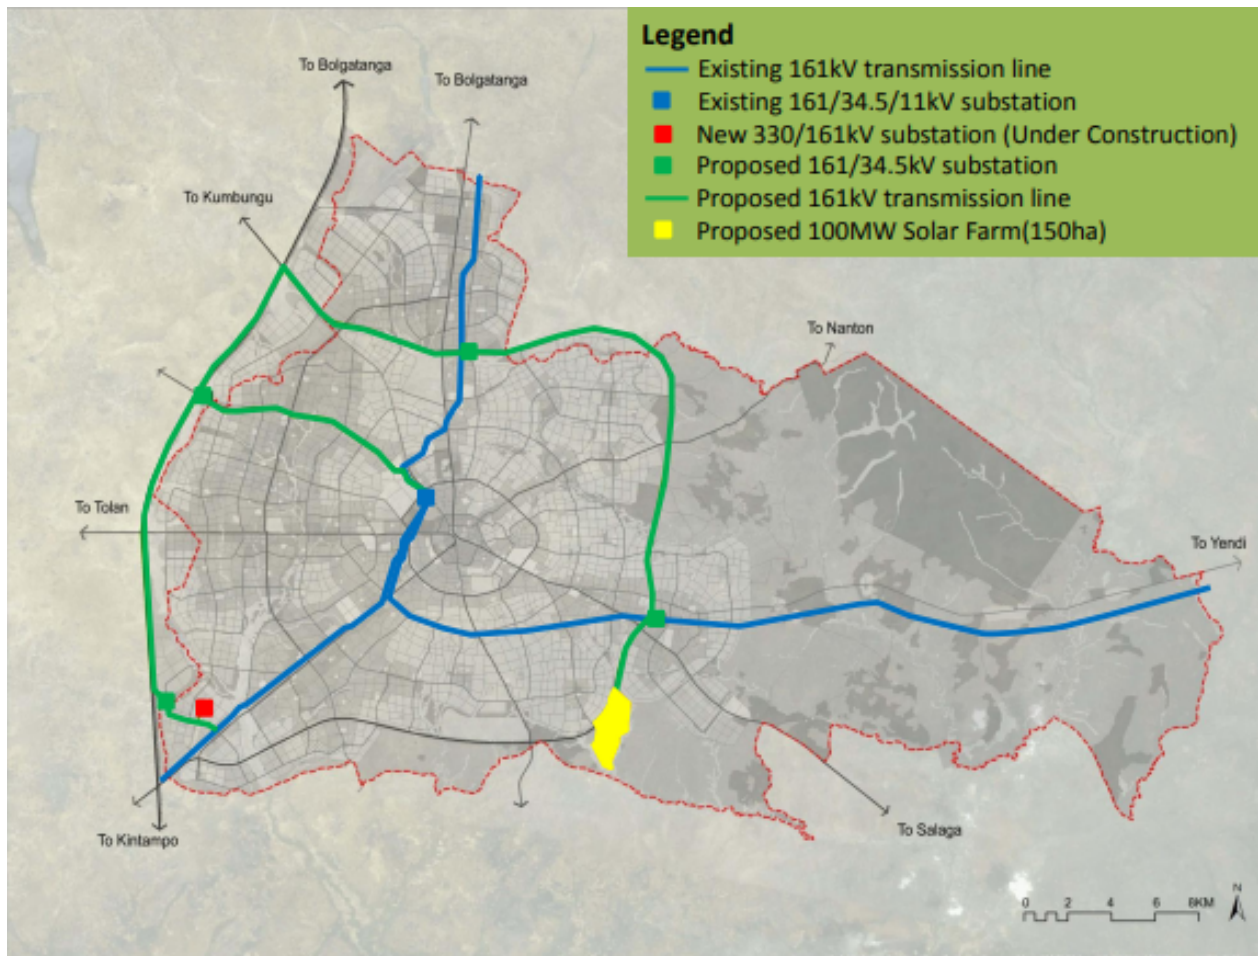 Legend
Existing 161kV transmission line
Existing 161/34.5/11kV substation
New 330/161kV substation (Under Construction)
Proposed 161/34.5kV substation
Proposed 161kV transmission line
Proposed 100MW Solar Farm(150ha)
To Bolgatanga
To Bolgatanga
To Kumbungu
To Nanton
To Tolan
To Yendi
To Kintampo
To Salaga
N
0 2 4 6 8KM